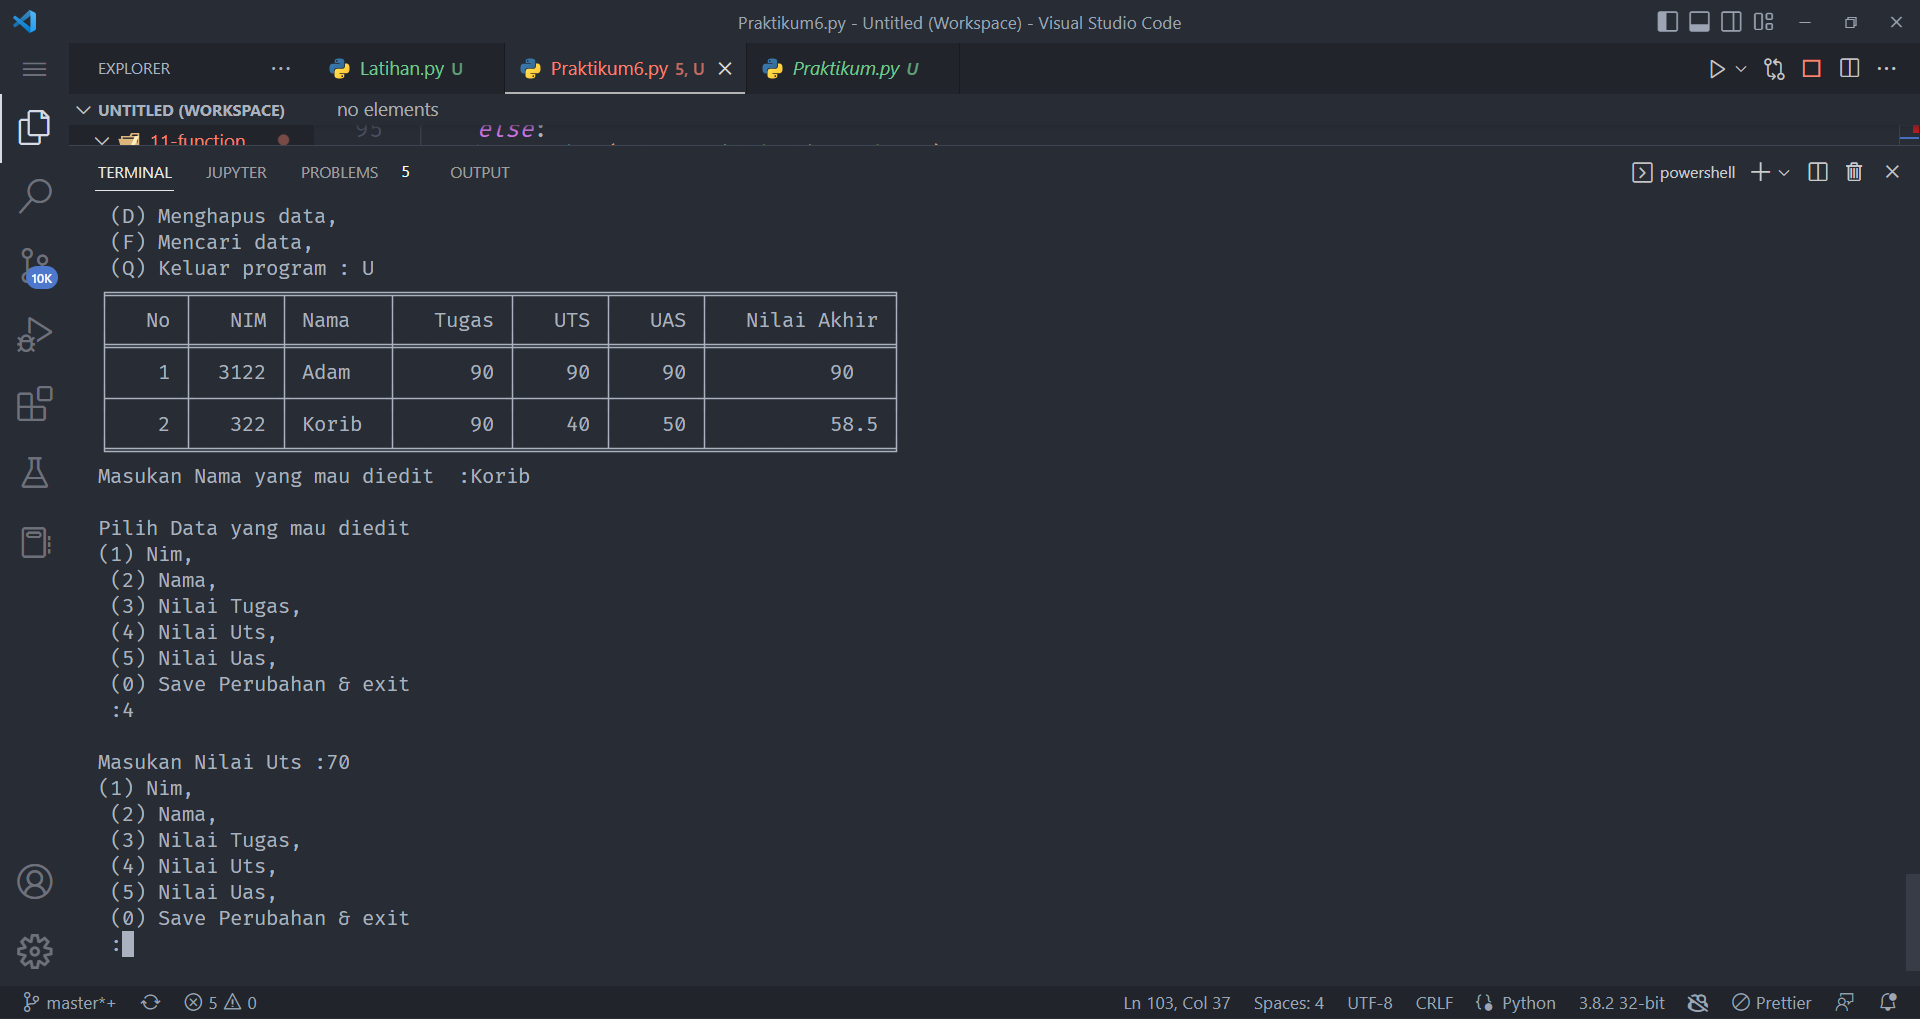 Praktikum6.py - Untitled (Workspace) - Visual Studio Code
EXPLORER
Latihan.py U
Praktikum6.py 5, U
Praktikum.py U
UNTITLED (WORKSPACE)
no elements
11-function
95 else:
TERMINAL JUPYTER PROBLEMS 5 OUTPUT
powershell
10K
(D) Menghapus data,
(F) Mencari data,
(Q) Keluar program : U
No NIM Nama Tugas UTS UAS Nilai Akhir
1 3122 Adam 90 90 90 90
2 322 Korib 90 40 50 58.5
Masukan Nama yang mau diedit :Korib
Pilih Data yang mau diedit
(1) Nim,
(2) Nama,
(3) Nilai Tugas,
(4) Nilai Uts,
(5) Nilai Uas,
(0) Save Perubahan & exit
:4
Masukan Nilai Uts :70
(1) Nim,
(2) Nama,
(3) Nilai Tugas,
(4) Nilai Uts,
(5) Nilai Uas,
(0) Save Perubahan & exit
:
master*+ 5 0 Ln 103, Col 37 Spaces: 4 UTF-8 CRLF Python 3.8.2 32-bit Prettier